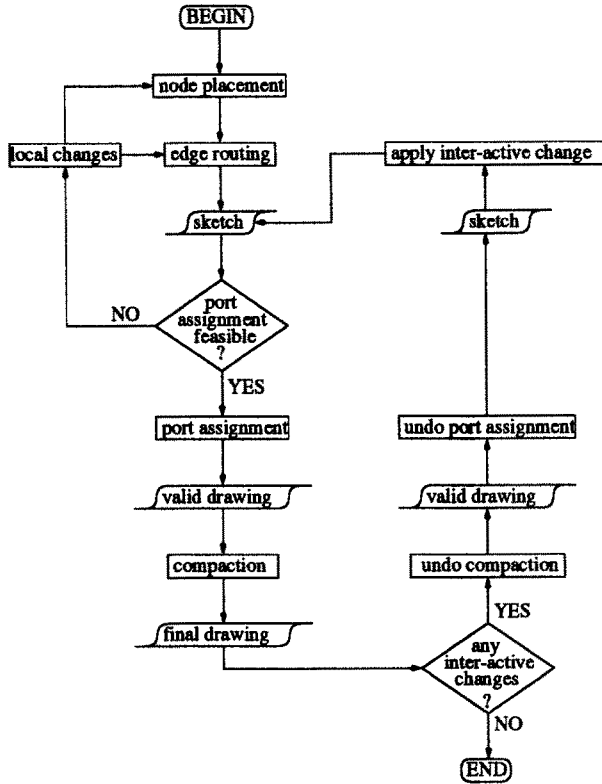 BEGIN
node placement
local changes
edge routing
apply inter-active change
sketch
sketch
port
assignment
feasible
?
NO
YES
port assignment
undo port assignment
valid drawing
valid drawing
compaction
undo compaction
final drawing
YES
any
inter-active
changes
?
NO
END